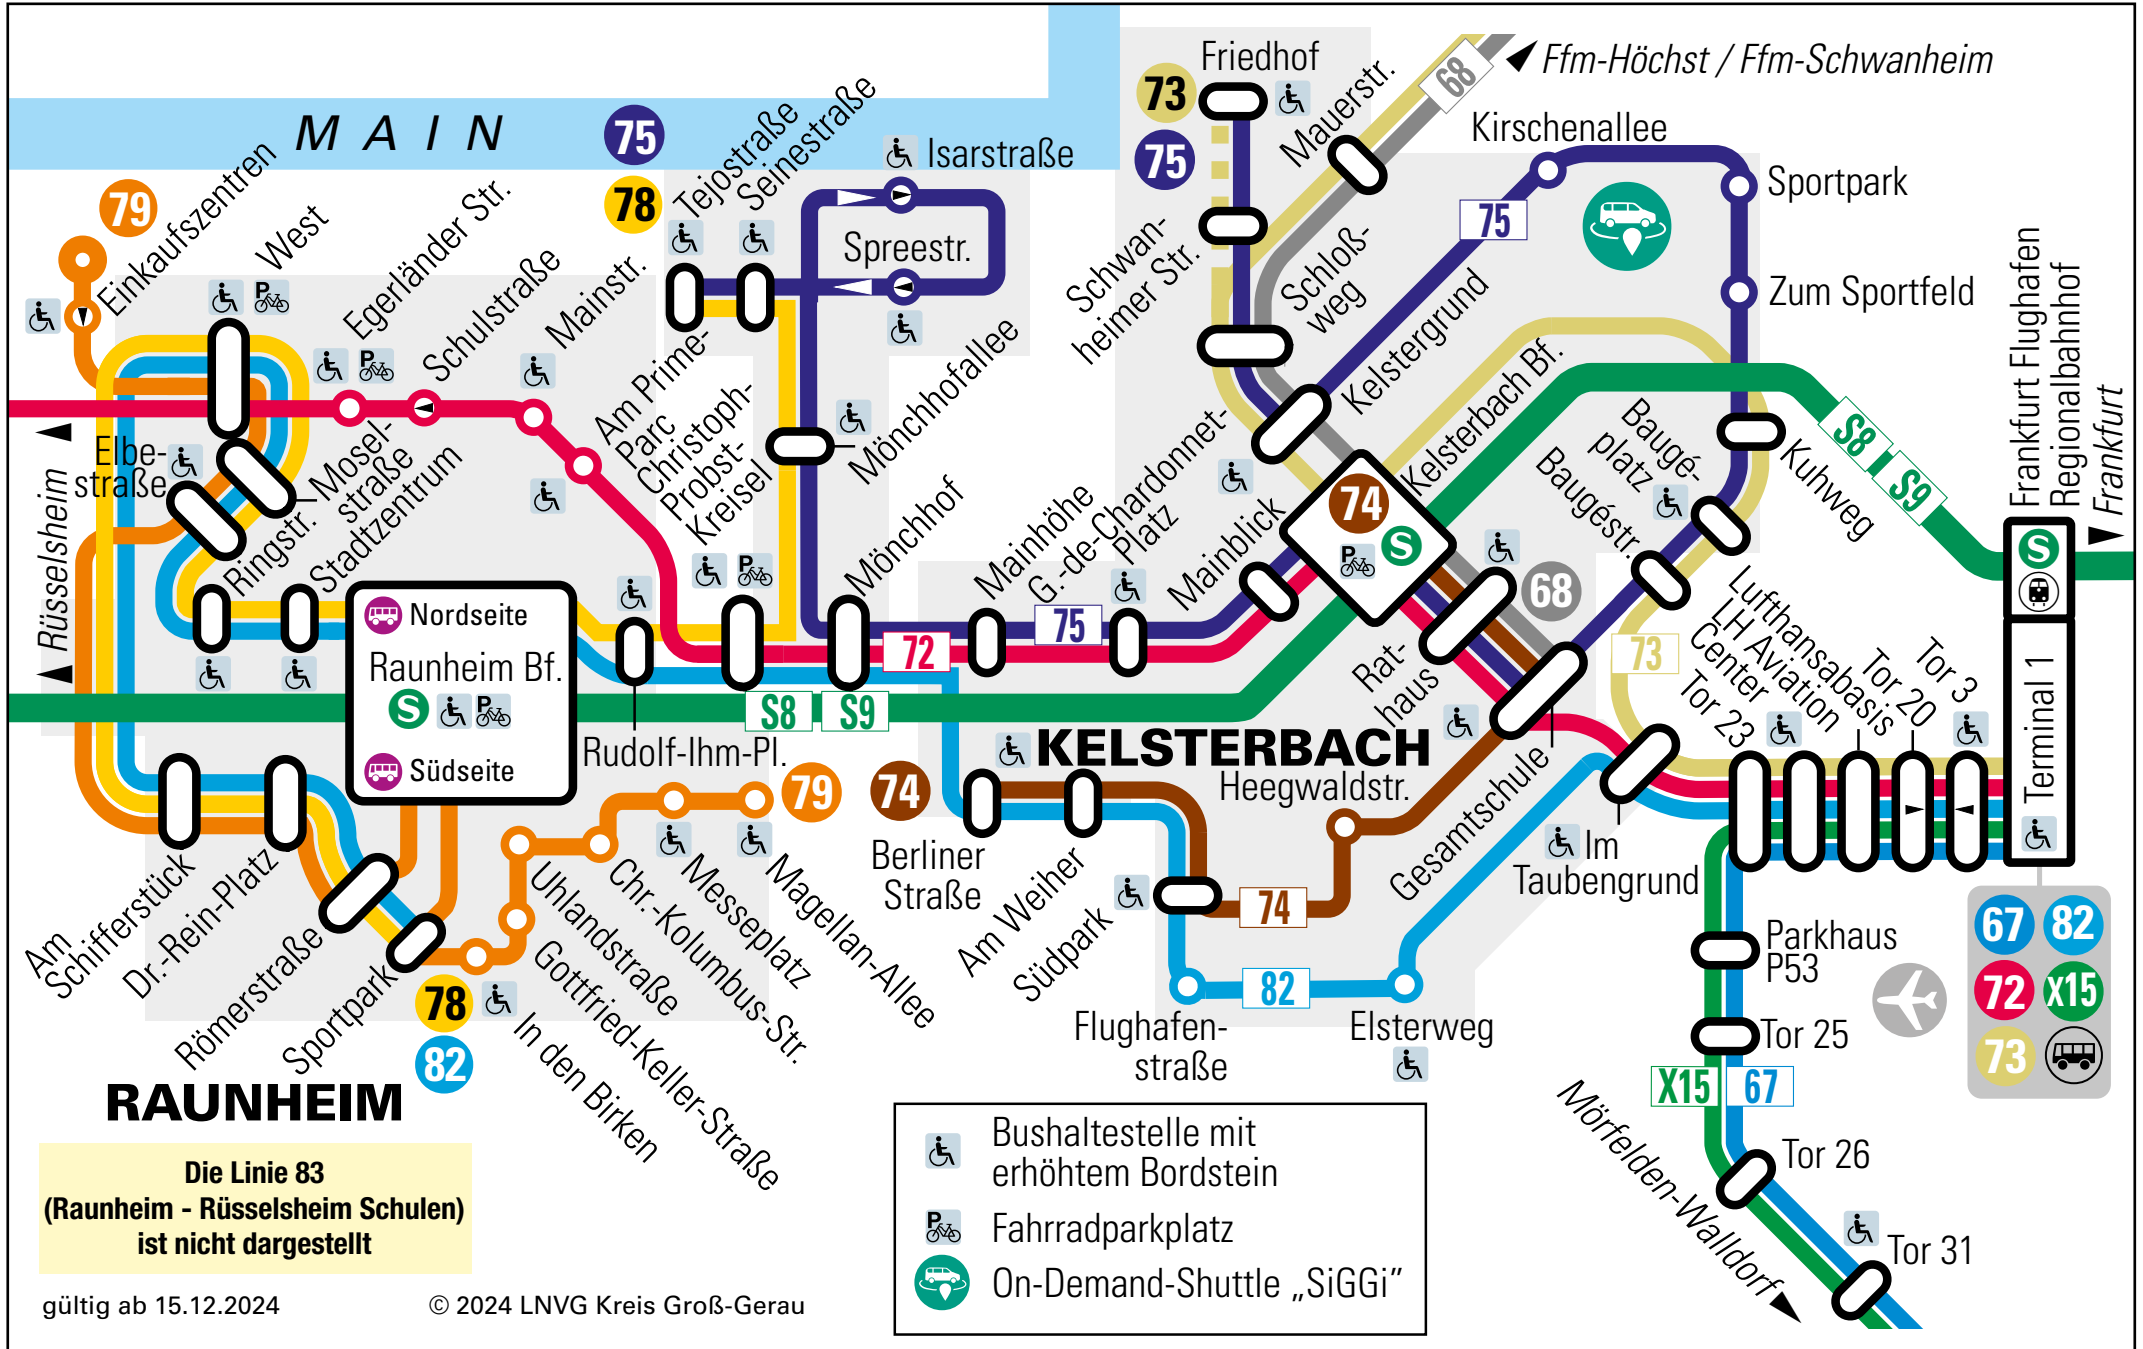 MAIN
75
78
79
Einkaufszentren
West
Egerländer Str.
Schulstraße
Mainstr.
Tejostraße
Seinestraße
Isarstraße
Spreestr.
73
75
Friedhof
Mauerstr.
68
Ffm-Höchst / Ffm-Schwanheim
Kirschenallee
Sportpark
75
Zum Sportfeld
Schwan-
heimer Str.
Schloß-
weg
Kelstergrund
Kelsterbach Bf.
Frankfurt Flughafen
Regionalbahnhof
Frankfurt
S8
S9
S
Kuhweg
Baugé-
platz
Baugéstr.
Rüsselsheim
Elbe-
straße
Mosel-
straße
Ringstr.
Stadtzentrum
Am Prime-
Parc
Christoph-
Probst-
Kreisel
Mönchhofallee
Mönchhof
Mainhöhe
G.-de-Chardonnet-
Platz
Mainblick
74
P
S
68
Rat-
haus
72
75
73
Nordseite
Raunheim Bf.
S
P
Südseite
Rudolf-Ihm-Pl.
S8
S9
KELSTERBACH
Heegwaldstr.
Gesamtschule
Im
Taubengrund
Tor 23
LH Aviation
Center
Lufthansabasis
Tor 20
Tor 3
Terminal 1
67
82
72
X15
73
79
74
Berliner
Straße
Am Weiher
Südpark
74
82
Flughafen-
straße
Elsterweg
Parkhaus
P53
Tor 25
X15
67
Tor 26
Tor 31
Mörfelden-Walldorf
Am
Schifferstück
Dr.-Rein-Platz
Römerstraße
Sportpark
78
82
In den Birken
Gottfried-Keller-Straße
Uhlandstraße
Chr.-Kolumbus-Str.
Messeplatz
Magellan-Allee
RAUNHEIM
Die Linie 83
(Raunheim - Rüsselsheim Schulen)
ist nicht dargestellt
gültig ab 15.12.2024
© 2024 LNVG Kreis Groß-Gerau
Bushaltestelle mit
erhöhtem Bordstein
P
Fahrradparkplatz
On-Demand-Shuttle „SiGGi”